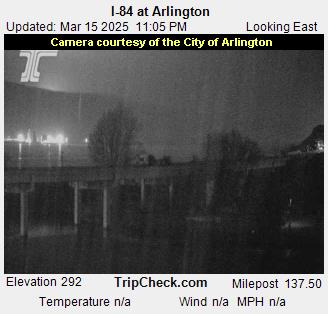 I-84 at Arlington
Updated: Mar 15 2025 11:05 PM Looking East
Camera courtesy of the City of Arlington
Elevation 292 TripCheck.com Milepost 137.50
Temperature n/a Wind n/a MPH n/a